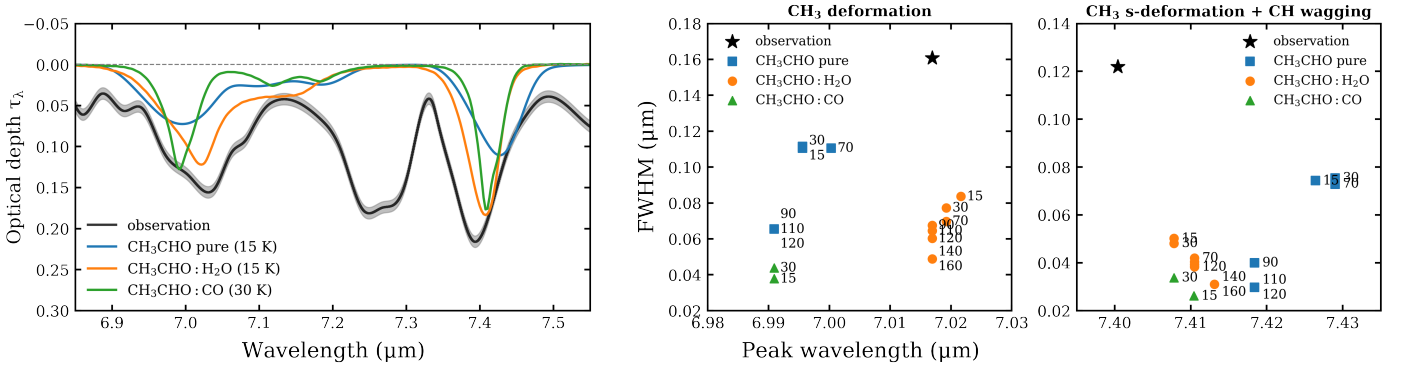 −0.05
0.00
0.05
0.10
0.15
0.20
0.25
0.30
Optical depth τλ
observation
CH₃CHO pure (15 K)
CH₃CHO : H₂O (15 K)
CH₃CHO : CO (30 K)
6.9 7.0 7.1 7.2 7.3 7.4 7.5
Wavelength (μm)
CH₃ deformation
0.18
0.16
0.14
0.12
0.10
0.08
0.06
0.04
0.02
FWHM (μm)
observation
CH₃CHO pure
CH₃CHO : H₂O
CH₃CHO : CO
30
15
70
90
110
120
30
15
15
30
70
90
110
120
140
160
6.98 6.99 7.00 7.01 7.02 7.03
Peak wavelength (μm)
CH₃ s-deformation + CH wagging
0.14
0.12
0.10
0.08
0.06
0.04
0.02
observation
CH₃CHO pure
CH₃CHO : H₂O
CH₃CHO : CO
15
30
70
15
30
70
120
90
30
140
160
110
120
15
7.40 7.41 7.42 7.43